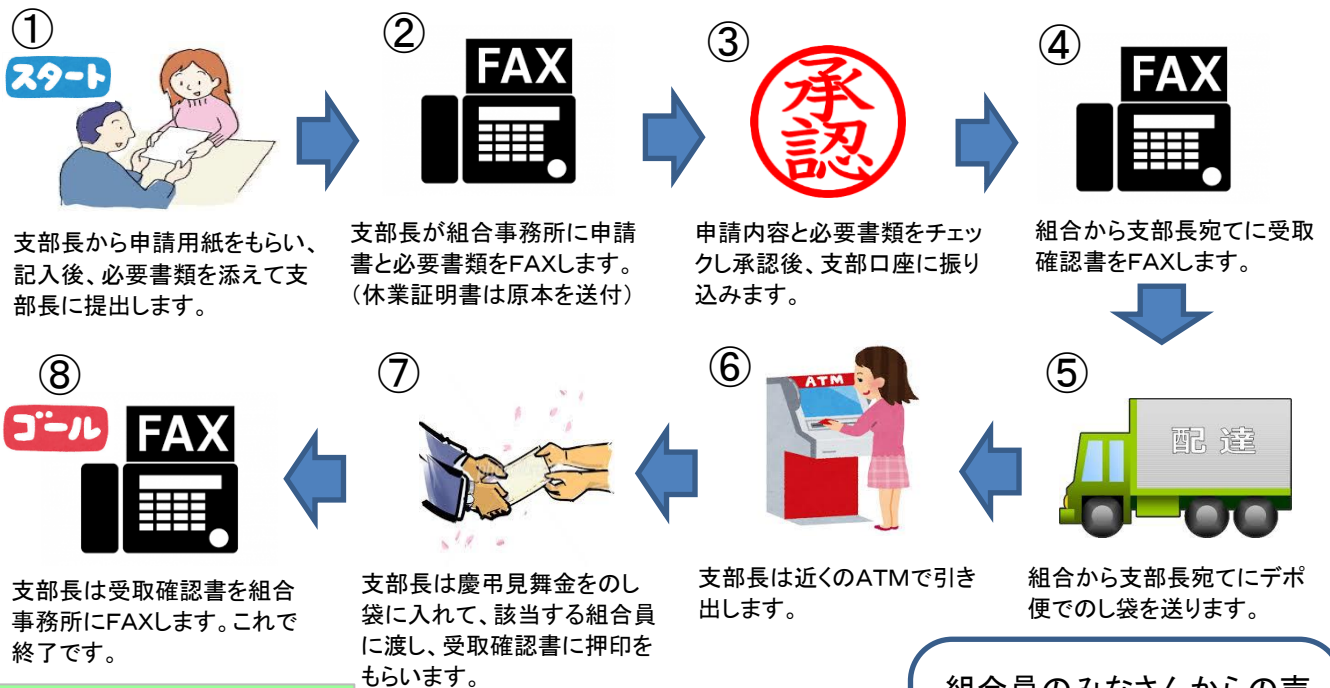 ①
スタート
支部長から申請用紙をもらい、
記入後、必要書類を添えて支
部長に提出します。
②
FAX
支部長が組合事務所に申請
書と必要書類をFAXします。
（休業証明書は原本を送付）
③
承認
申請内容と必要書類をチェッ
クし承認後、支部口座に振り
込みます。
④
FAX
組合から支部長宛てに受取
確認書をFAXします。
⑤
配達
組合から支部長宛てにデポ
便でのし袋を送ります。
⑥
ATM
支部長は近くのATMで引き
出します。
⑦
支部長は慶弔見舞金をのし
袋に入れて、該当する組合員
に渡し、受取確認書に押印を
もらいます。
⑧
ゴール
FAX
支部長は受取確認書を組合
事務所にFAXします。これで
終了です。
組合員のみなさんからの声